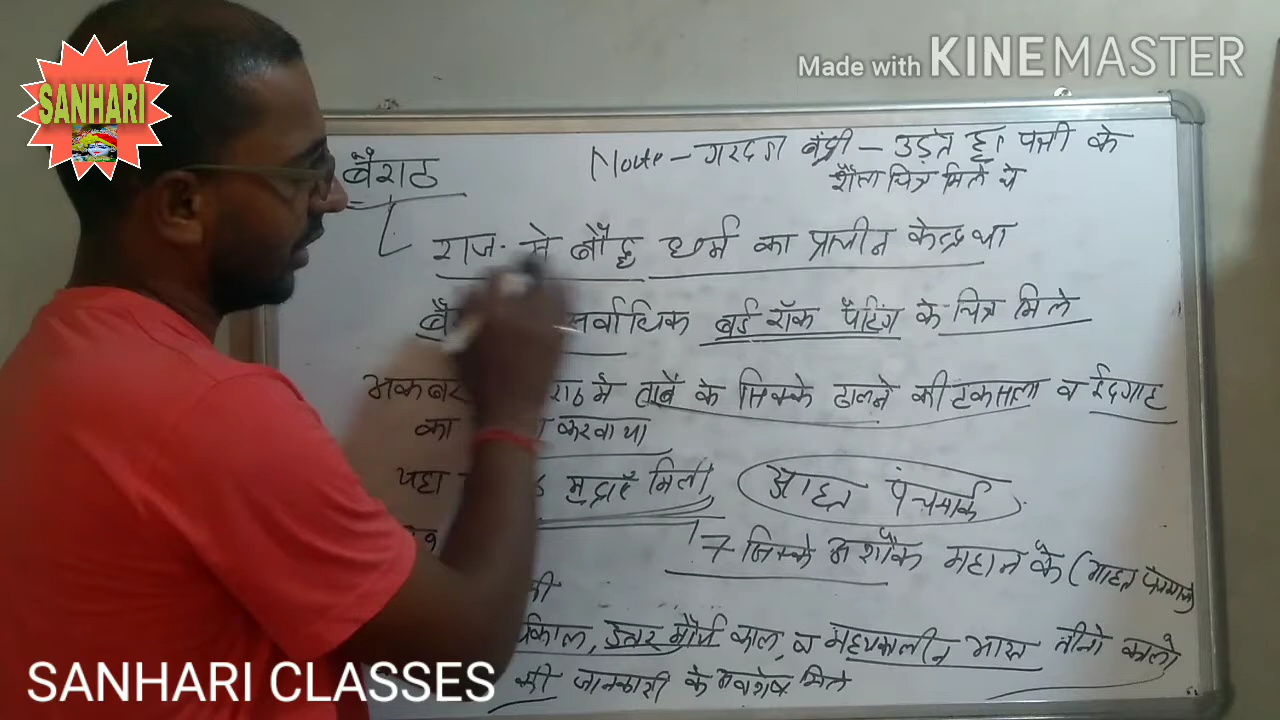 SANHARI
Made with KINEMASTER
बैराठ
Note - गरदडा बूंदी - उड़ते हुए पक्षी के
शैल चित्र मिले थे
राज. मे बौद्ध धर्म का प्राचीन केन्द्र था
सर्वाधिक बर्ड रॉक पेंटिंग के चित्र मिले
अकबर मे तांबे के सिक्के ढालने की टकसाल व ईदगाह
का करवाया
यहा मुद्राएं मिली आहत पंचमार्क
7 सिक्के अशोक महान के (आहत पंचमार्क)
की
उत्तर मौर्य काल, व मध्यकालीन भारत तीनो कालो
की जानकारी के अवशेष मिले
SANHARI CLASSES